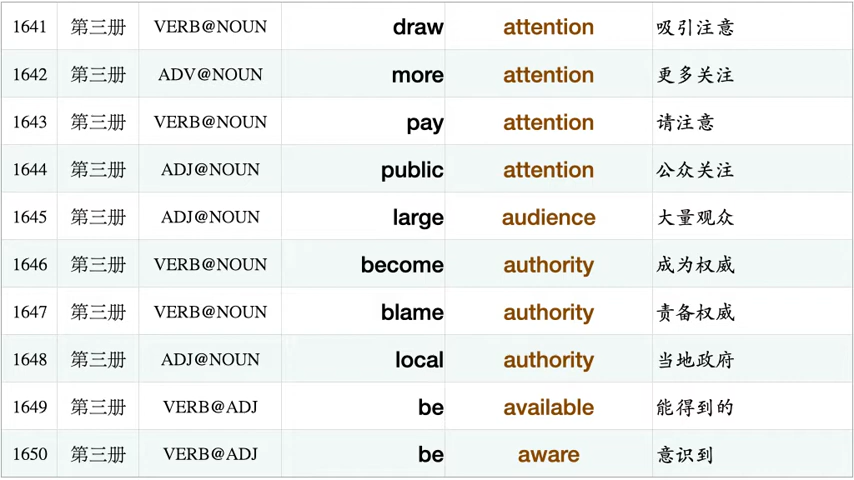 1641 第三册 VERB@NOUN draw attention 吸引注意
1642 第三册 ADV@NOUN more attention 更多关注
1643 第三册 VERB@NOUN pay attention 请注意
1644 第三册 ADJ@NOUN public attention 公众关注
1645 第三册 ADJ@NOUN large audience 大量观众
1646 第三册 VERB@NOUN become authority 成为权威
1647 第三册 VERB@NOUN blame authority 责备权威
1648 第三册 ADJ@NOUN local authority 当地政府
1649 第三册 VERB@ADJ be available 能得到的
1650 第三册 VERB@ADJ be aware 意识到